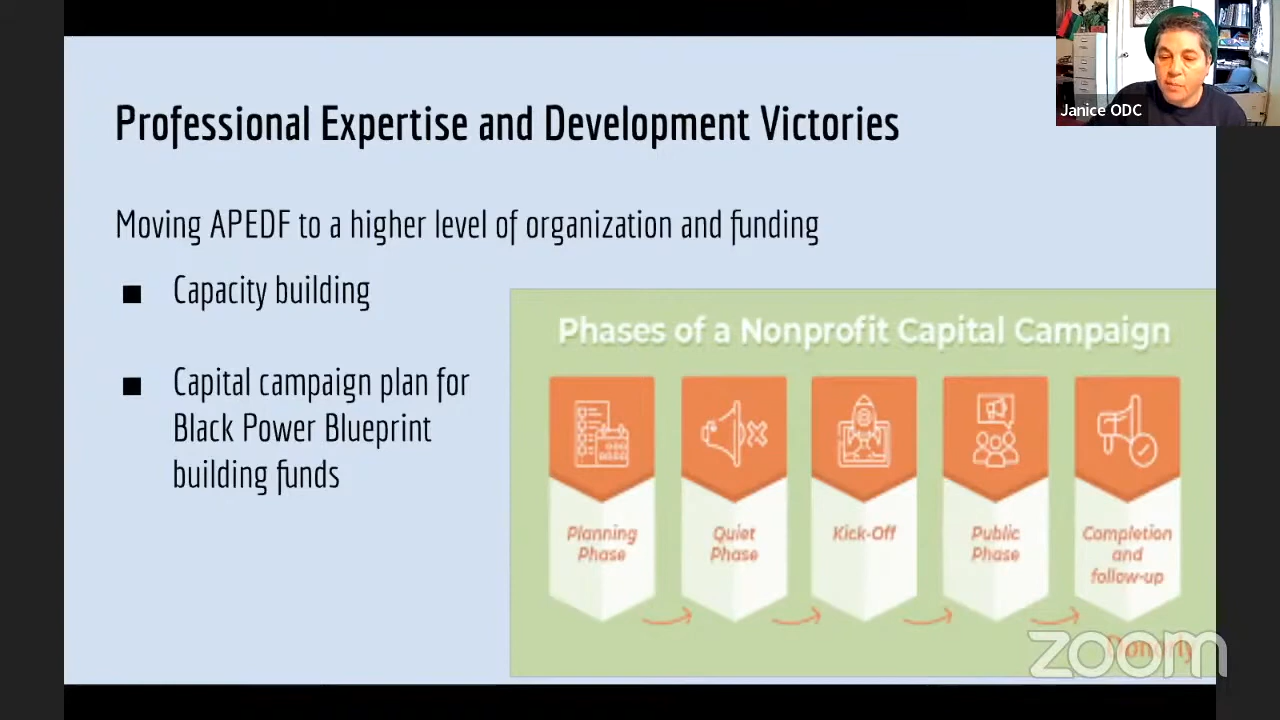 Janice ODC
Professional Expertise and Development Victories
Moving APEDF to a higher level of organization and funding
■ Capacity building
■ Capital campaign plan for
Black Power Blueprint
building funds
Phases of a Nonprofit Capital Campaign
Planning
Phase
Quiet
Phase
Kick-Off
Public
Phase
Completion
and
follow-up
Donorly
zoom